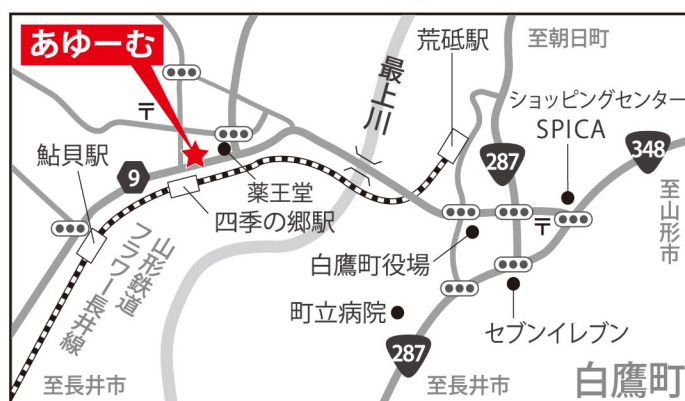 あゆーむ
荒砥駅
至朝日町
最上川
ショッピングセンター
SPICA
〒
鮎貝駅
9
薬王堂
四季の郷駅
287
348
至山形市
〒
白鷹町役場
山形鉄道
フラワー長井線
町立病院
セブンイレブン
287
至長井市
至長井市
白鷹町